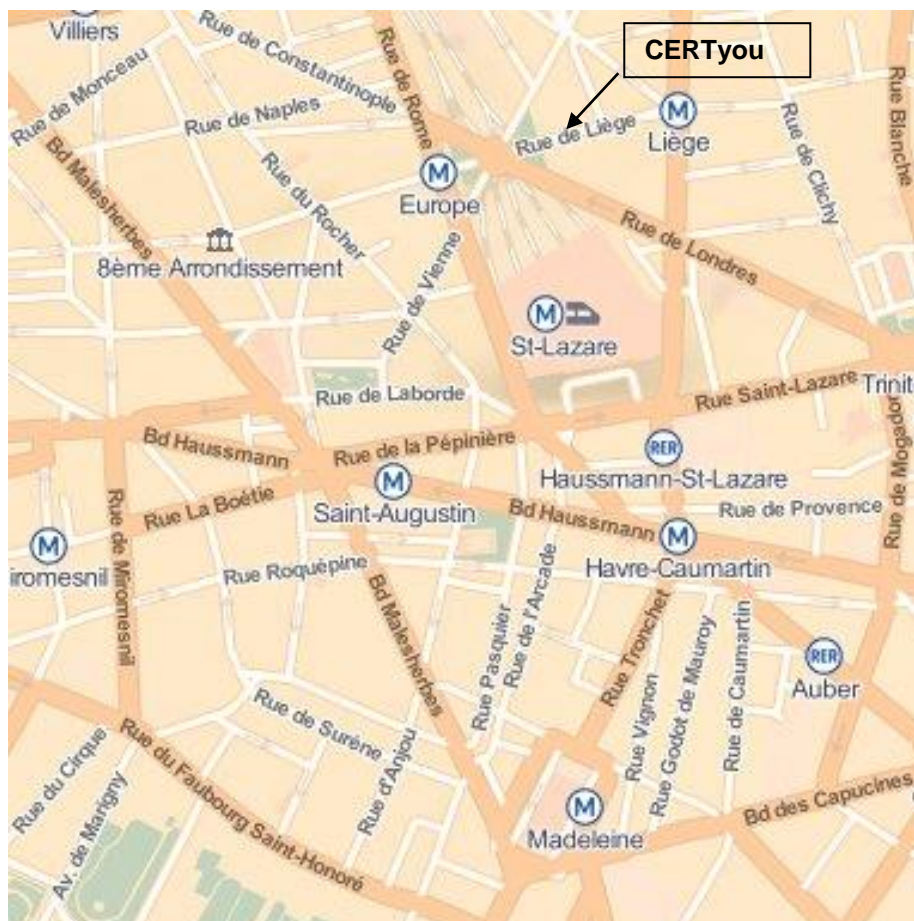 Villiers
CERTyou
Rue de Constantinople
Rue de Rome
Rue de Monceau
Rue de Naples
Rue de Liège
M
Liège
Rue Blanche
Rue de Clichy
Bd Malesherbes
Rue du Rocher
M
Europe
Rue de Londres
8ème Arrondissement
Rue de Vienne
M
St-Lazare
Rue de Laborde
Rue Saint-Lazare
Trinit
Bd Haussmann
Rue de la Pépinière
RER
Haussmann-St-Lazare
Rue de Mogador
M
Saint-Augustin
Rue La Boétie
Bd Haussmann
Rue de Provence
M
iromesnil
Rue de Miromesnil
M
Havre-Caumartin
Rue Roquépine
Bd Malesherbes
Rue Pasquier
Rue de l'Arcade
Rue Tronchet
Rue Vignon
Rue Godot de Mauroy
Rue de Caumartin
RER
Auber
Rue de Surène
Rue d'Anjou
Rue du Cirque
Av. de Marigny
Rue du Faubourg Saint-Honoré
M
Madeleine
Bd des Capucines